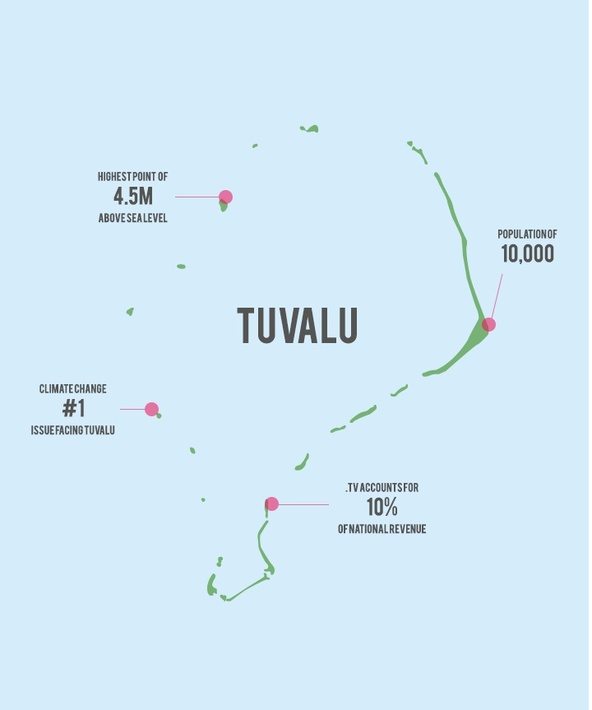 HIGHEST POINT OF
4.5M
ABOVE SEA LEVEL
POPULATION OF
10,000
TUVALU
CLIMATE CHANGE
#1
ISSUE FACING TUVALU
.TV ACCOUNTS FOR
10%
OF NATIONAL REVENUE